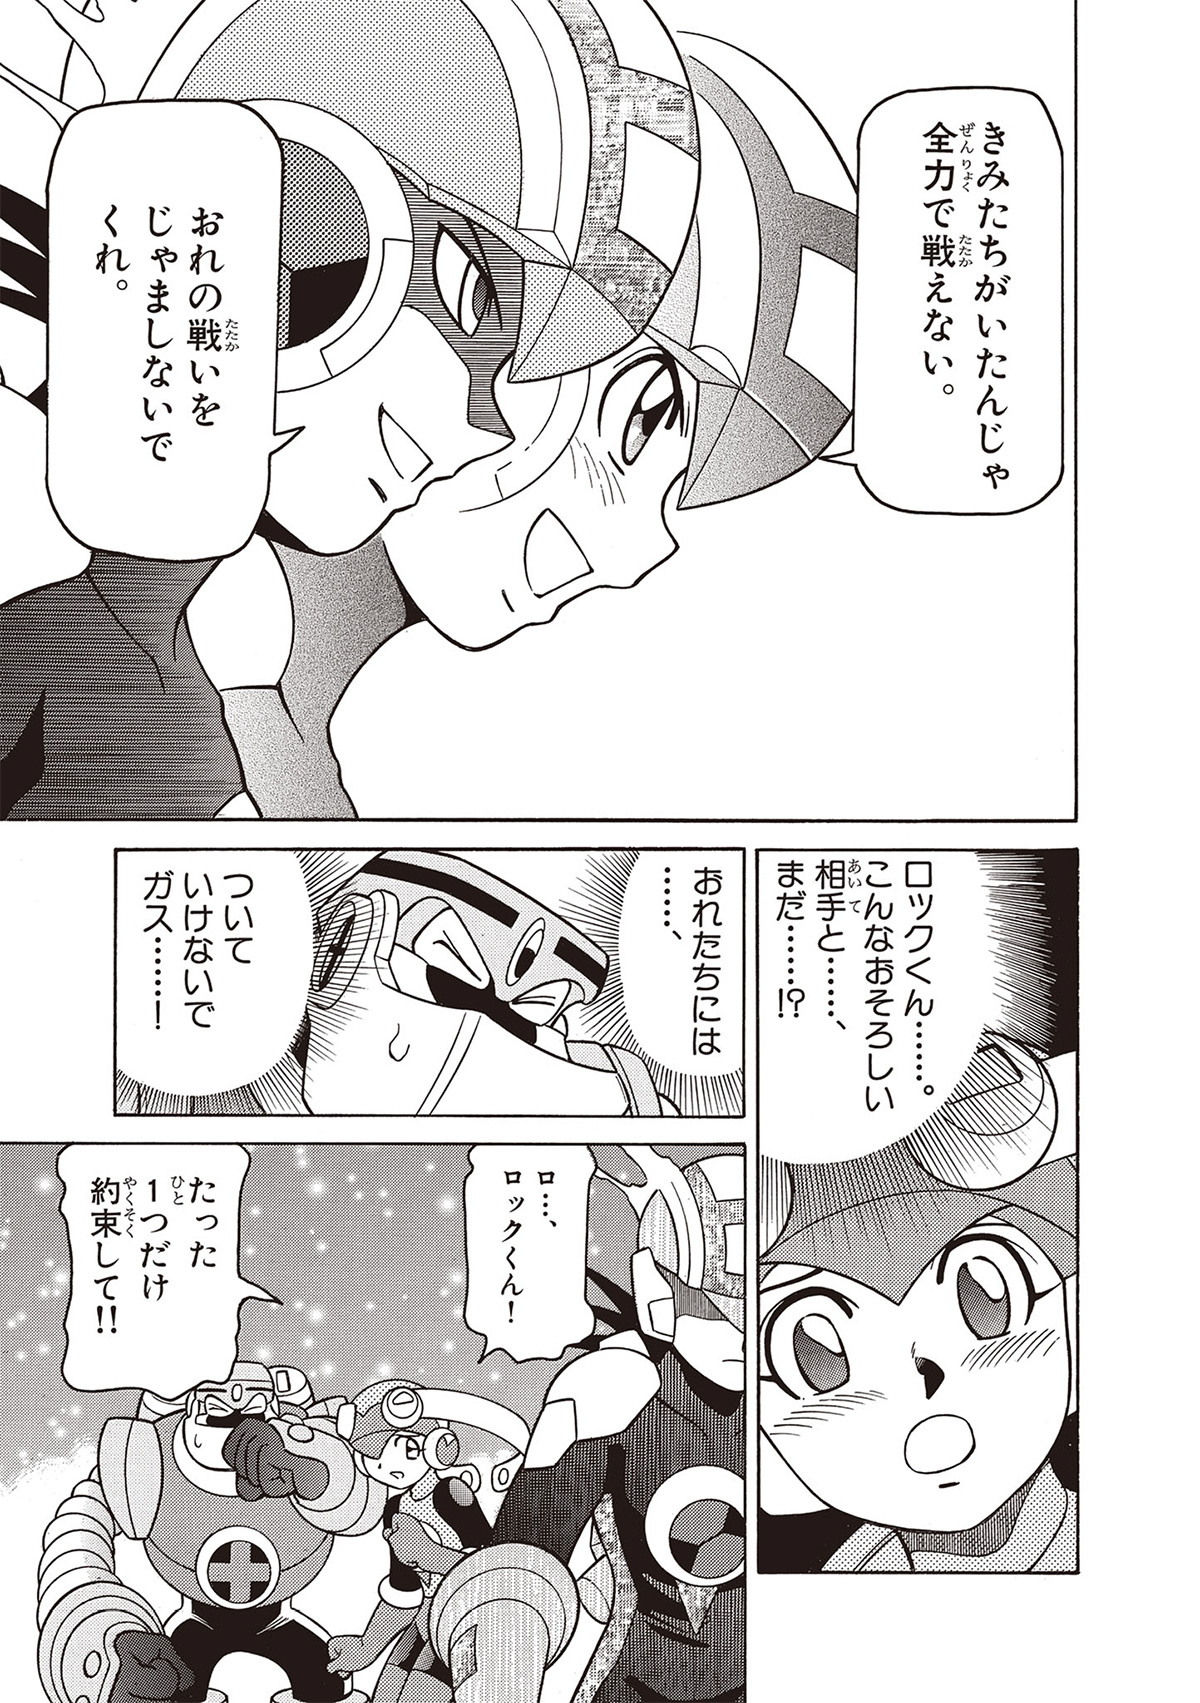 きみたちがいたんじゃ
全力で戦えない。
おれの戦いを
じゃましないで
くれ。
ロックくん……。
こんなおそろしい
相手と……、
まだ……!?
おれたちには
……、
ついて
いけないで
ガス……!
ロ…、
ロックくん!
たった
1つだけ
約束して!!